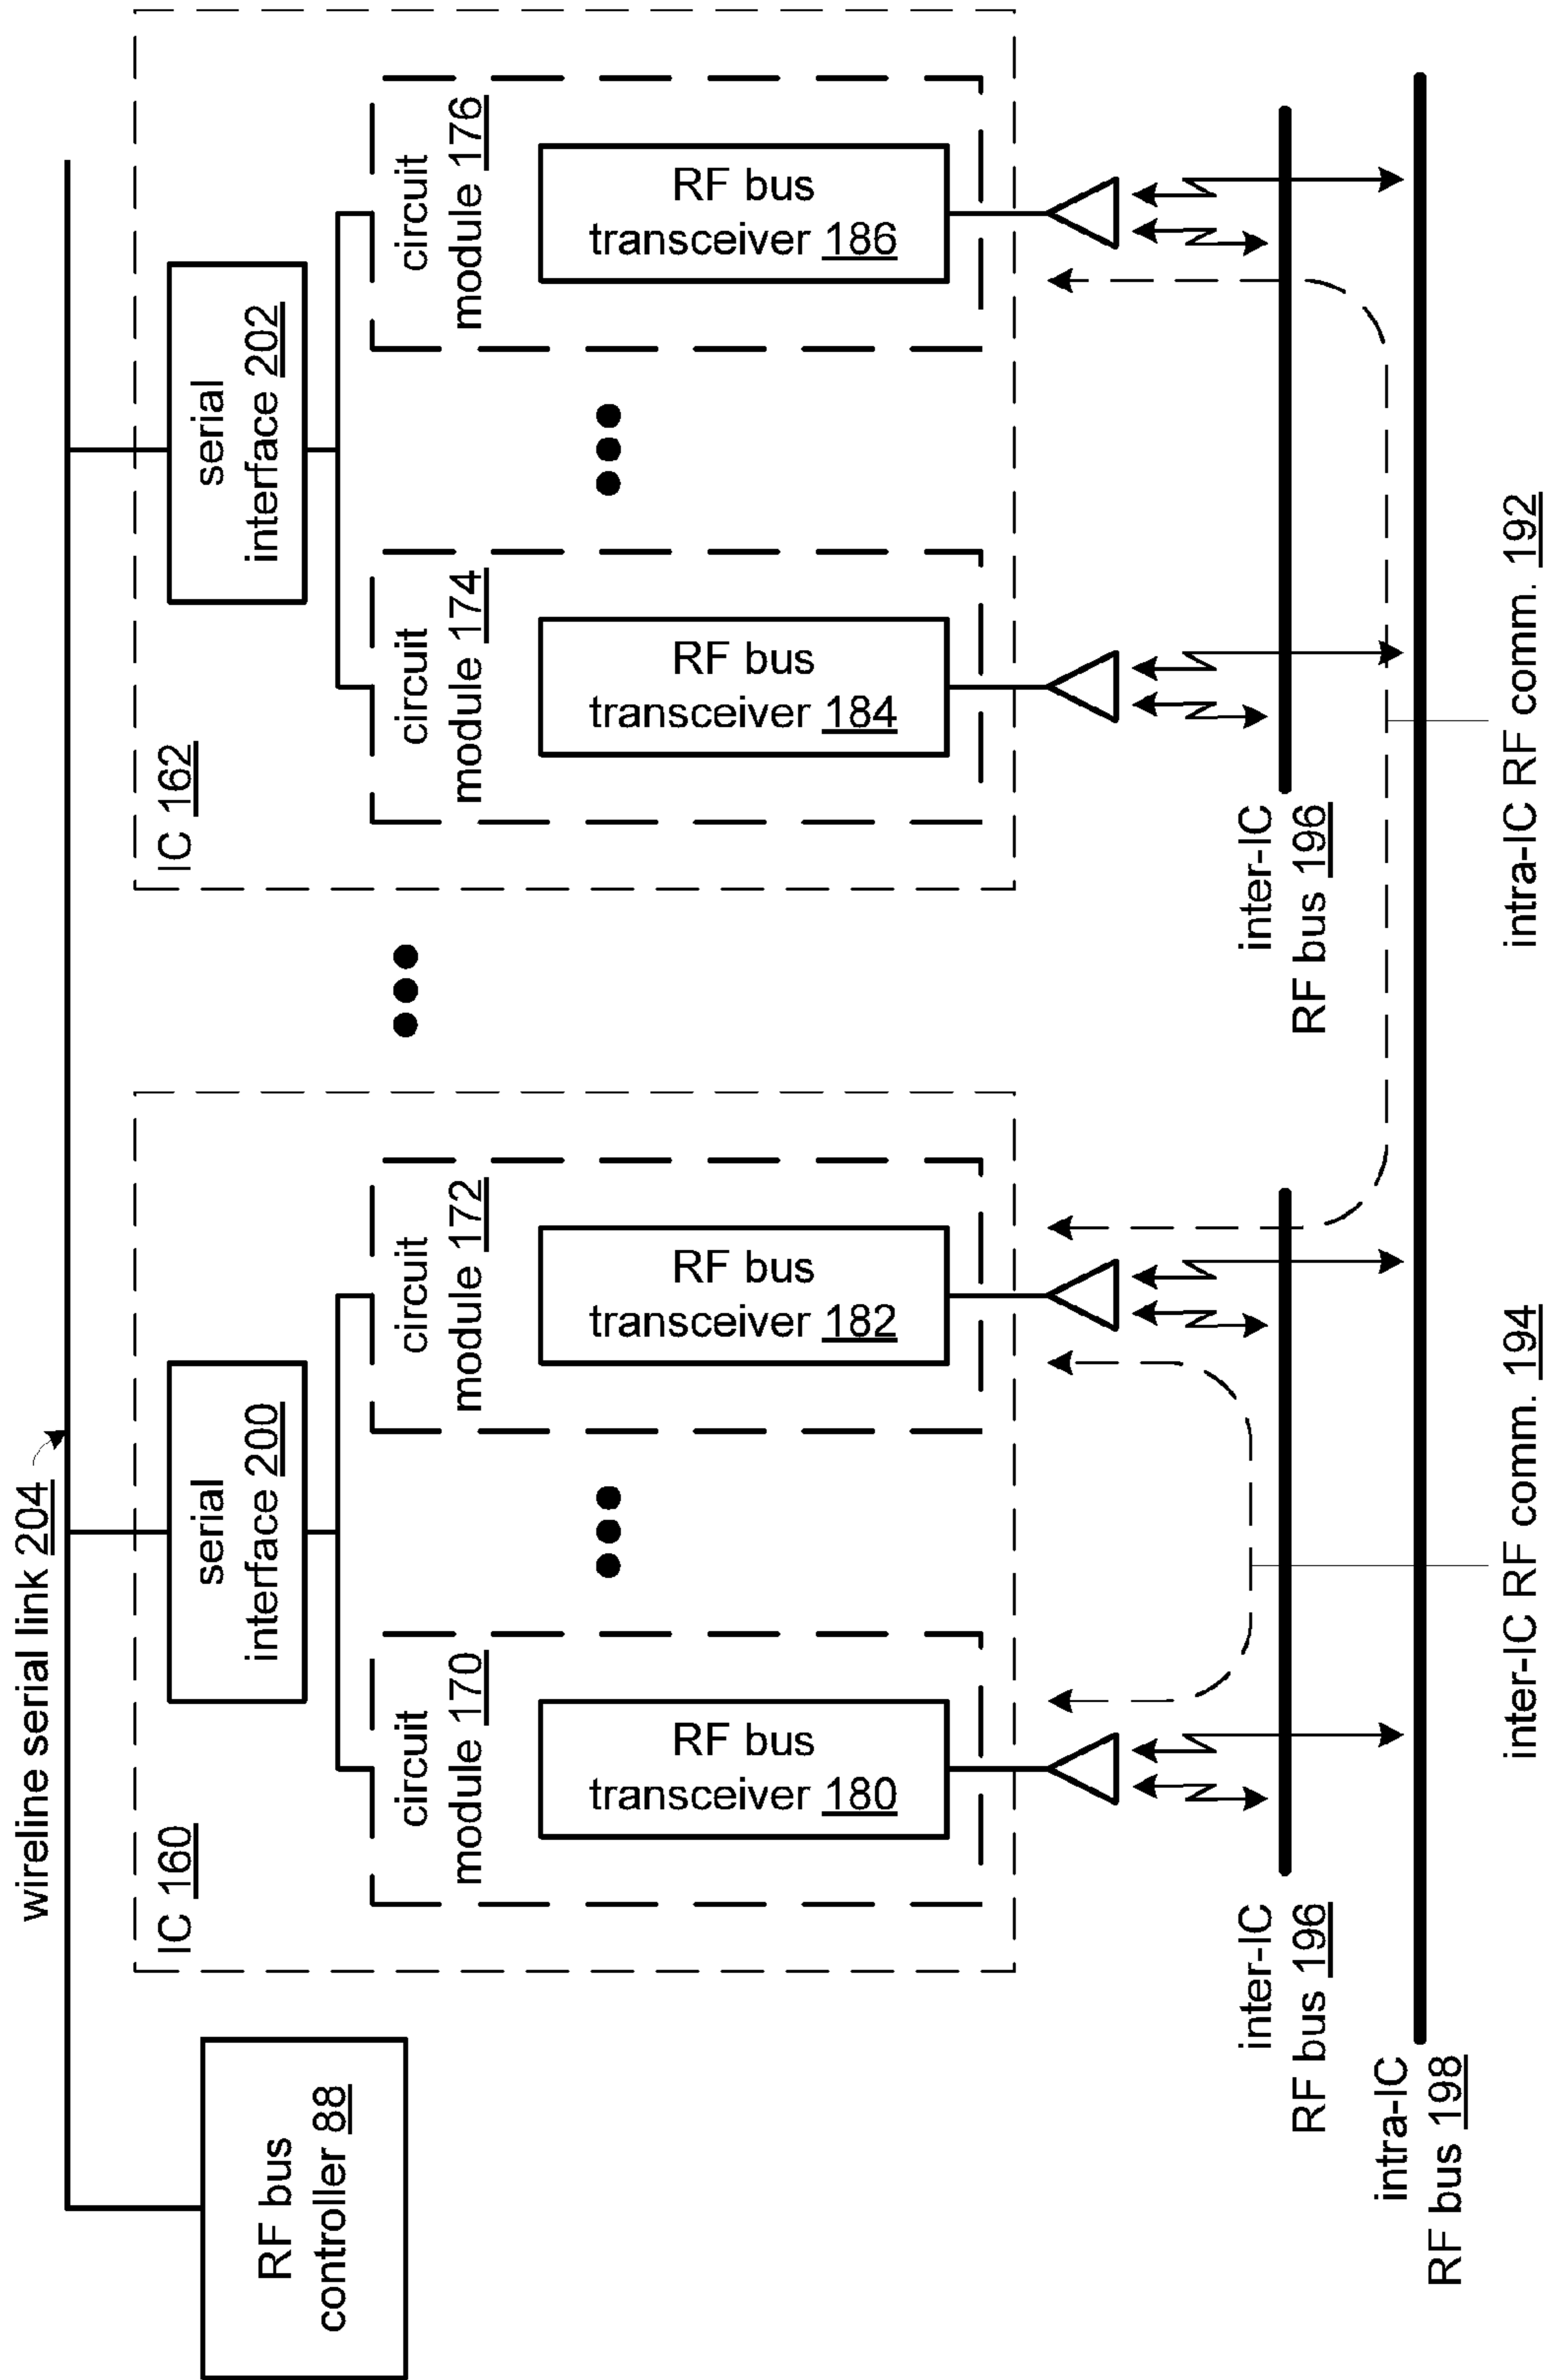 wireline serial link 204
RF bus
controller 88
IC 160
serial
interface 200
circuit
module 170
RF bus
transceiver 180
circuit
module 172
RF bus
transceiver 182
IC 162
serial
interface 202
circuit
module 174
RF bus
transceiver 184
circuit
module 176
RF bus
transceiver 186
inter-IC
RF bus 196
inter-IC
RF bus 196
intra-IC
RF bus 198
inter-IC RF comm. 194
intra-IC RF comm. 192